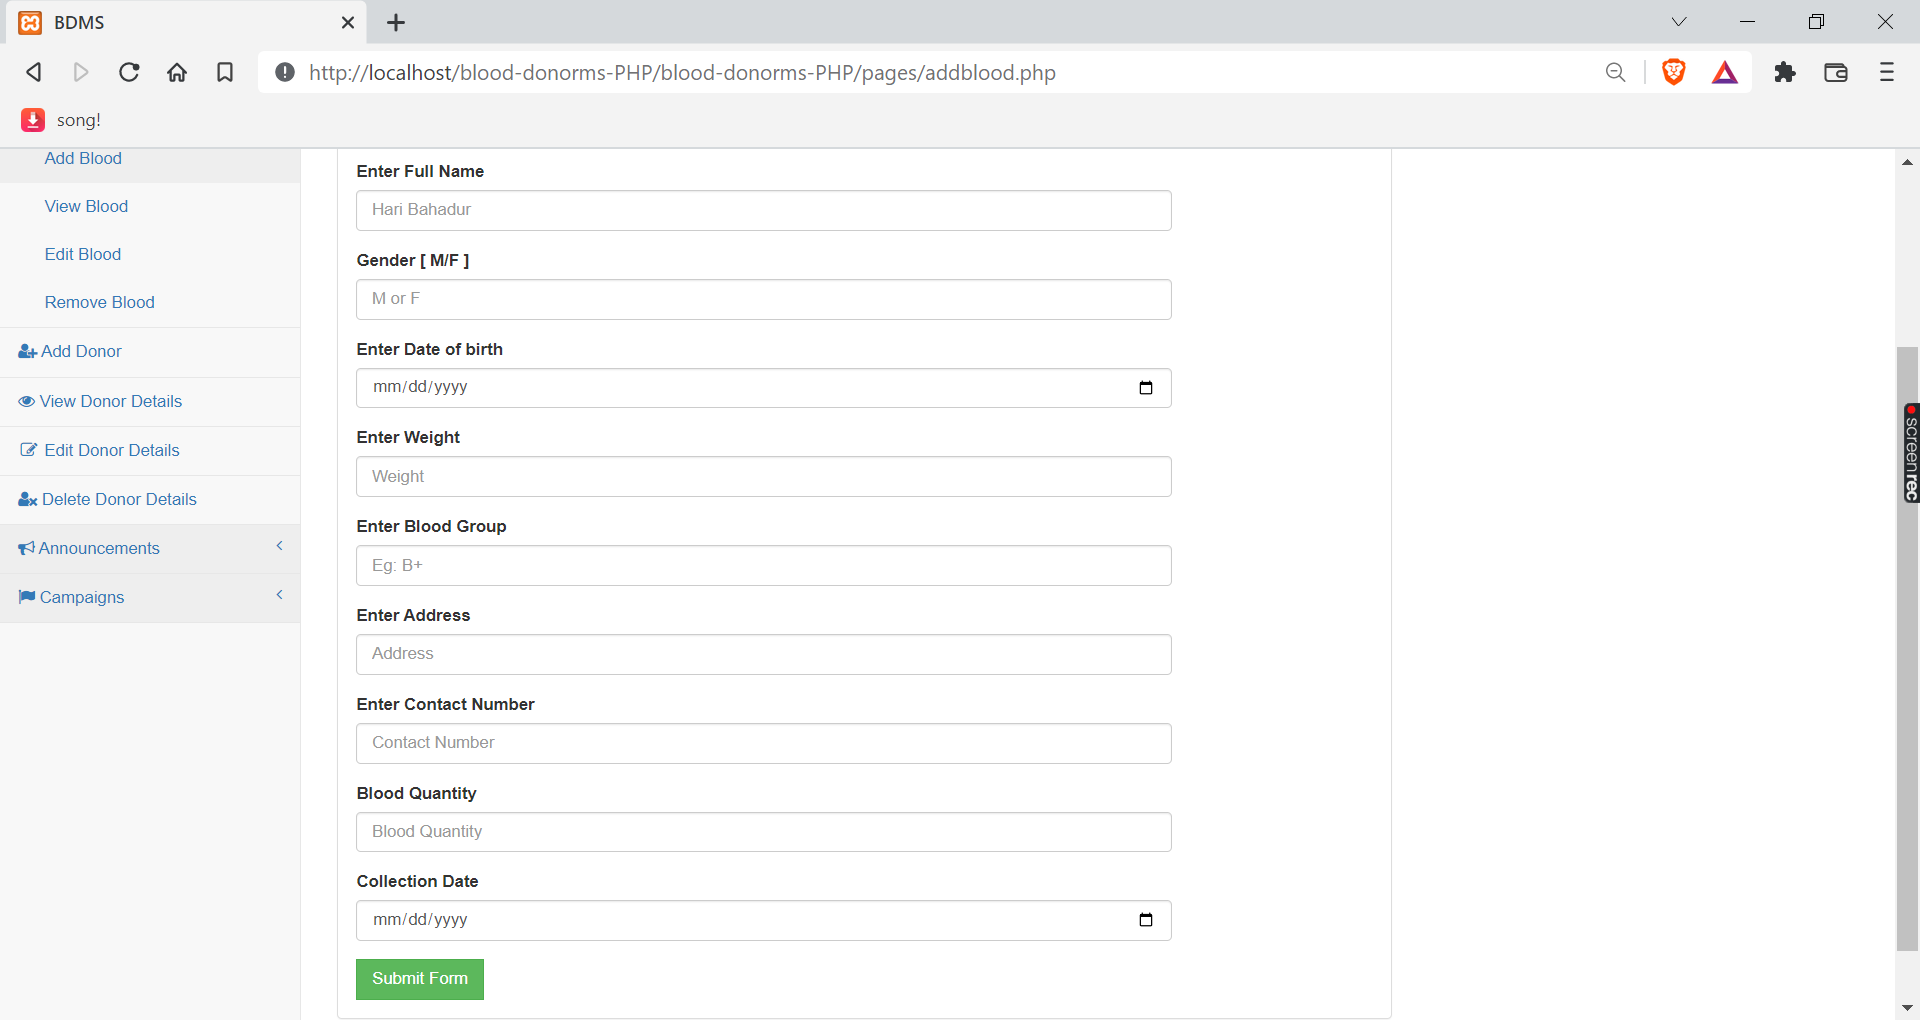 BDMS
http://localhost/blood-donorms-PHP/blood-donorms-PHP/pages/addblood.php
song!
Add Blood
View Blood
Edit Blood
Remove Blood
Add Donor
View Donor Details
Edit Donor Details
Delete Donor Details
Announcements
Campaigns
Enter Full Name
Hari Bahadur
Gender [ M/F ]
M or F
Enter Date of birth
mm/dd/yyyy
Enter Weight
Weight
Enter Blood Group
Eg: B+
Enter Address
Address
Enter Contact Number
Contact Number
Blood Quantity
Blood Quantity
Collection Date
mm/dd/yyyy
Submit Form
screenrec